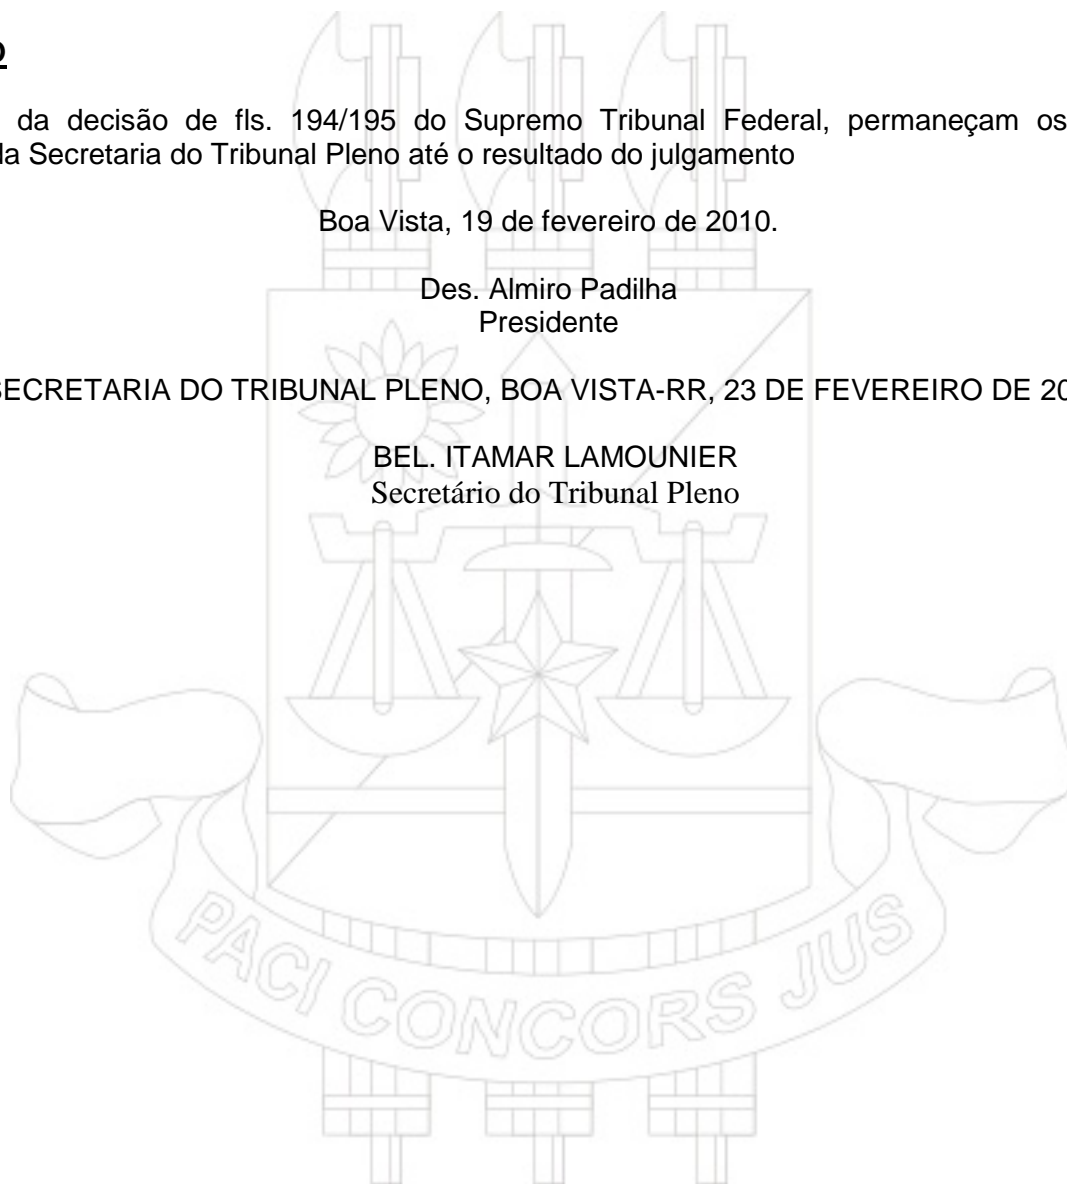 O
da decisão de fls. 194/195 do Supremo Tribunal Federal, permaneçam os
da Secretaria do Tribunal Pleno até o resultado do julgamento
Boa Vista, 19 de fevereiro de 2010.
Des. Almiro Padilha
Presidente
SECRETARIA DO TRIBUNAL PLENO, BOA VISTA-RR, 23 DE FEVEREIRO DE 20
BEL. ITAMAR LAMOUNIER
Secretário do Tribunal Pleno
PACI CONCORS JUS